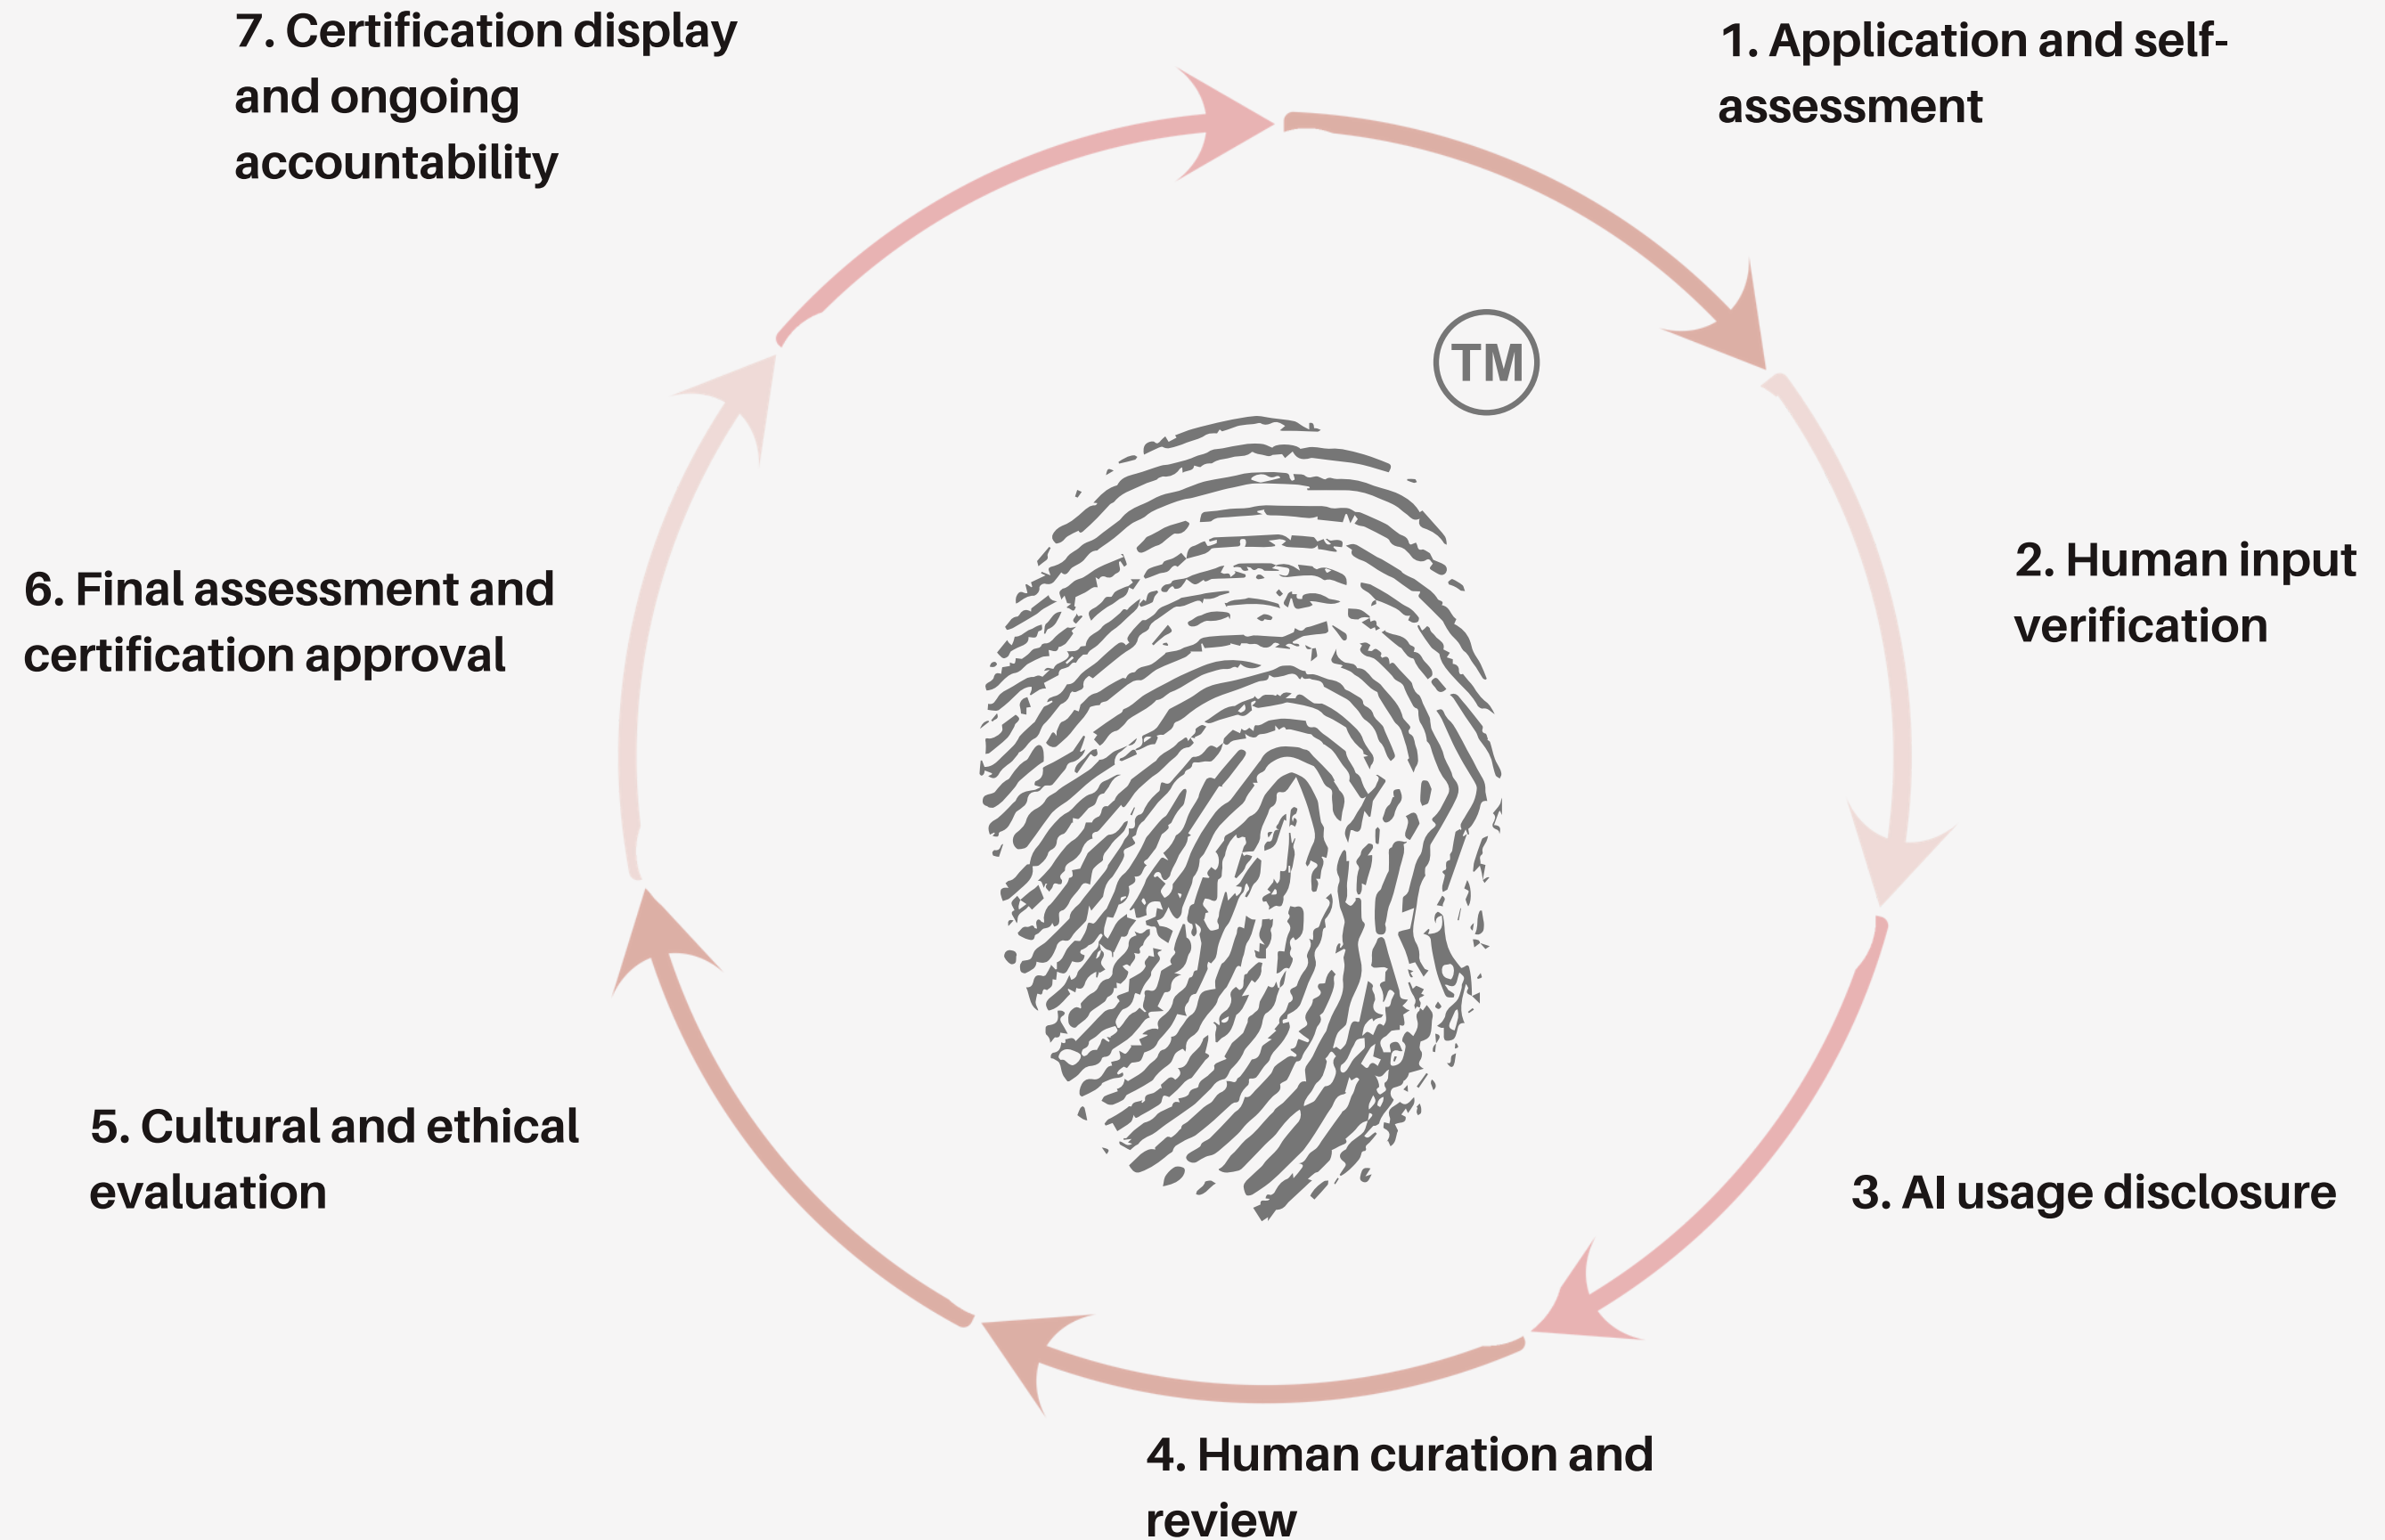 7. Certification display
and ongoing
accountability
1. Application and self-
assessment
TM
6. Final assessment and
certification approval
2. Human input
verification
5. Cultural and ethical
evaluation
3. AI usage disclosure
4. Human curation and
review